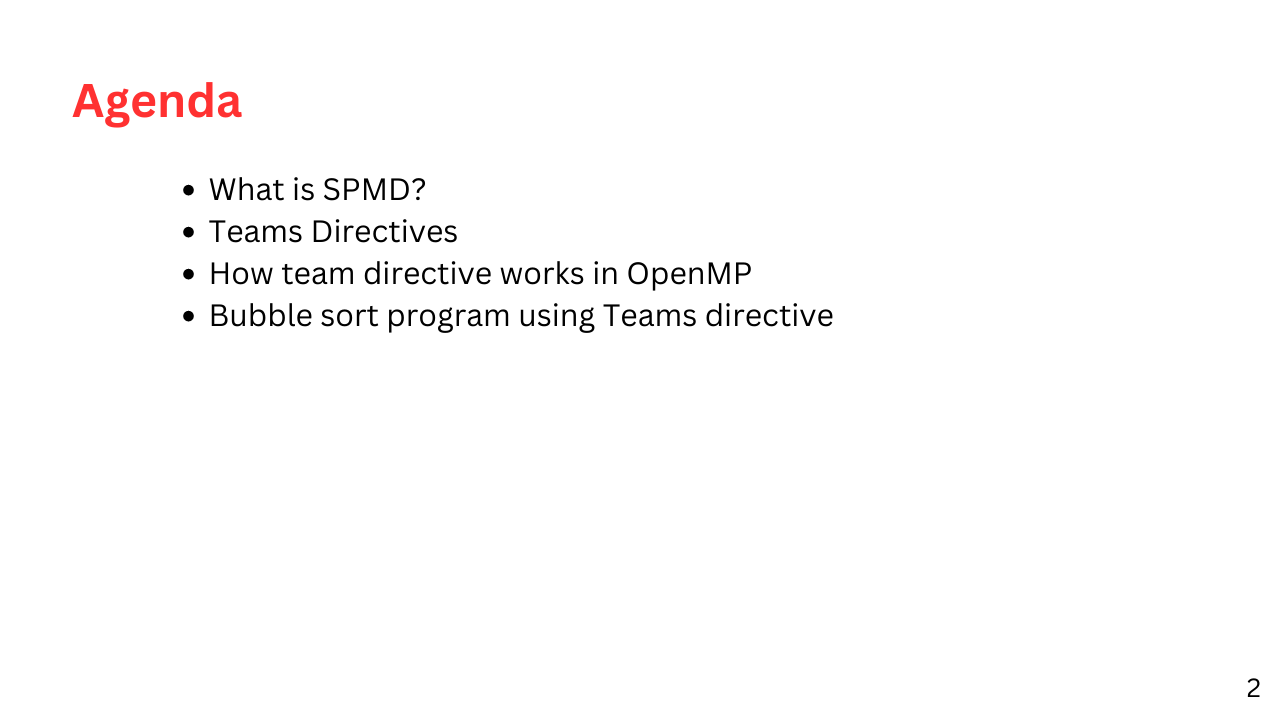 Agenda
• What is SPMD?
• Teams Directives
• How team directive works in OpenMP
• Bubble sort program using Teams directive
2